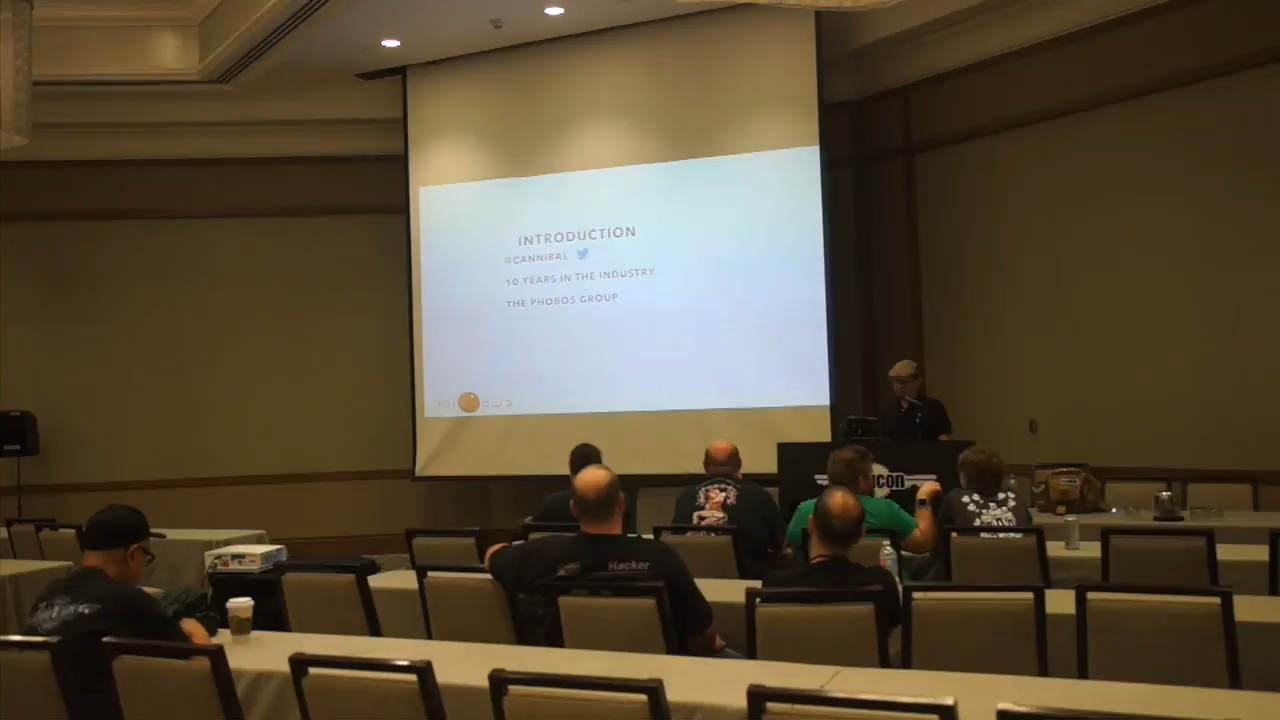 INTRODUCTION
@CANNIBAL
10 YEARS IN THE INDUSTRY
THE PHOBOS GROUP
Hacker